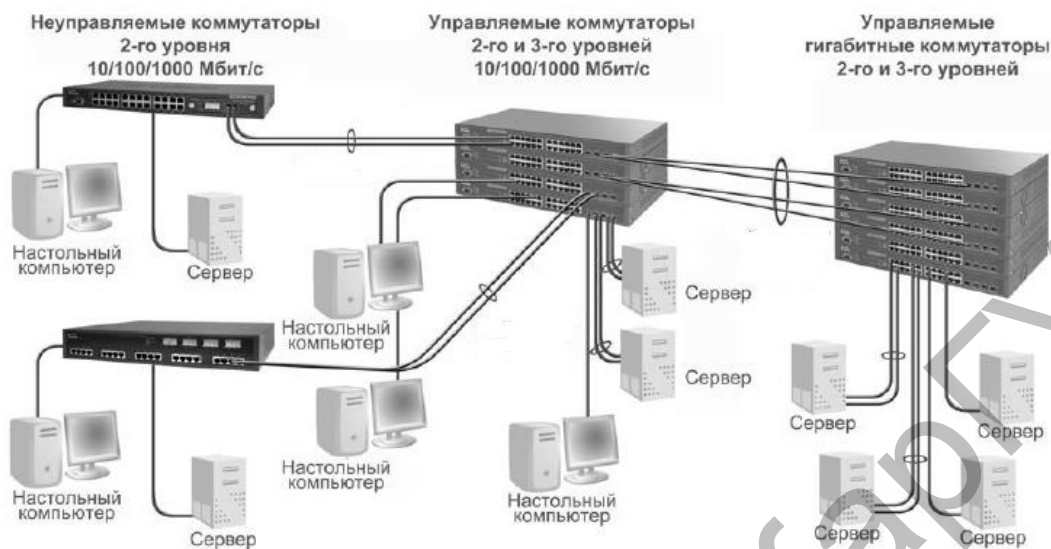 Неуправляемые коммутаторы
2-го уровня
10/100/1000 Мбит/с
Управляемые коммутаторы
2-го и 3-го уровней
10/100/1000 Мбит/с
Управляемые
гигабитные коммутаторы
2-го и 3-го уровней
Настольный
компьютер
Сервер
Настольный
компьютер
Сервер
Сервер
Настольный
компьютер
Настольный
компьютер
Сервер
Настольный
компьютер
Сервер
Сервер
Сервер
Сервер